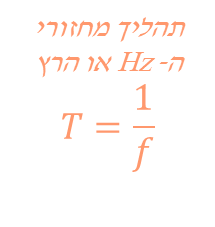 תהליך מחזורי
ה- Hz או הרץ
T = 1/f